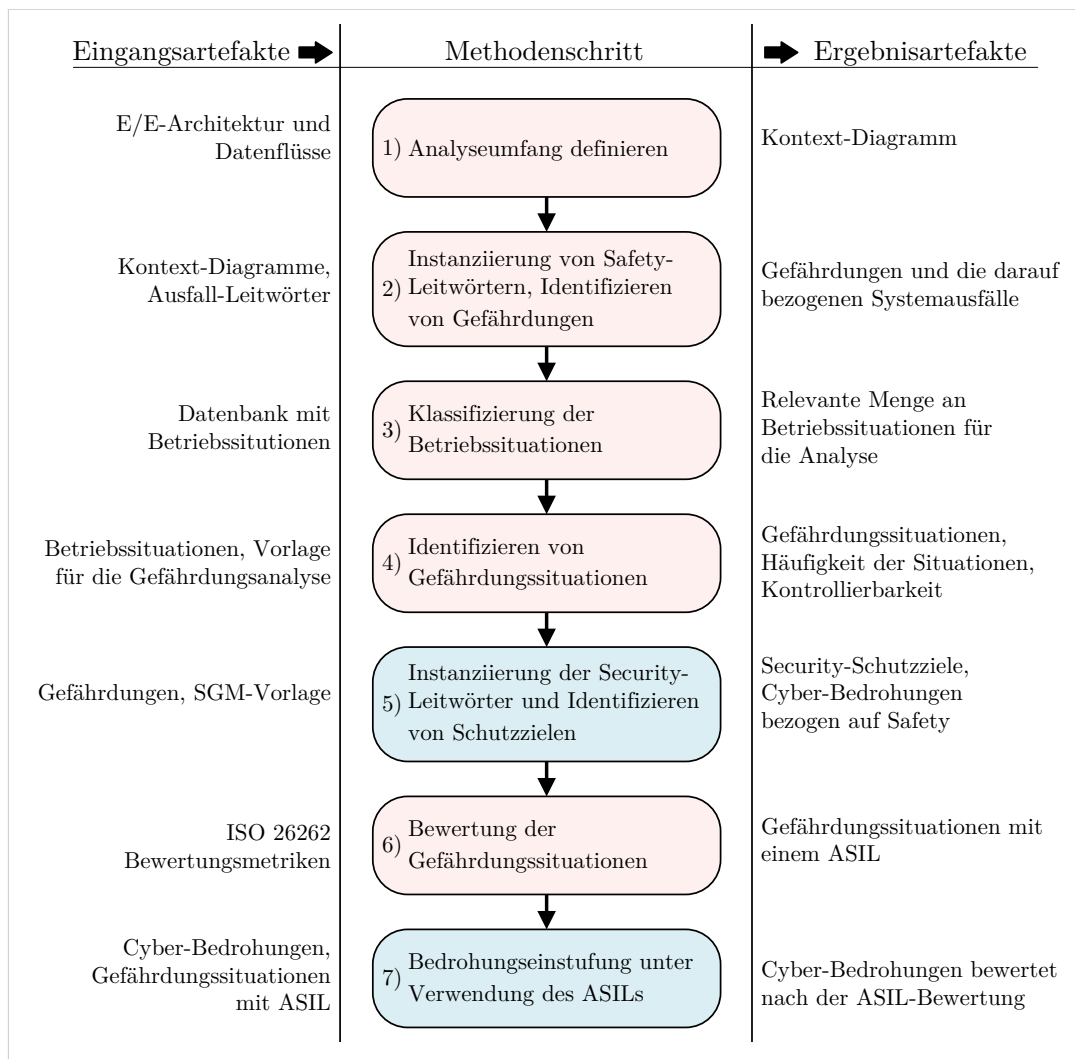 Eingangsartefakte
Methodenschritt
Ergebnisartefakte
E/E-Architektur und
Datenflüsse
1) Analyseumfang definieren
Kontext-Diagramm
Kontext-Diagramme,
Ausfall-Leitwörter
2)
Instanziierung von Safety-
Leitwörtern, Identifizieren
von Gefährdungen
Gefährdungen und die darauf
bezogenen Systemausfälle
Datenbank mit
Betriebssitutionen
3)
Klassifizierung der
Betriebssituationen
Relevante Menge an
Betriebssituationen für
die Analyse
Betriebssituationen, Vorlage
für die Gefährdungsanalyse
4)
Identifizieren von
Gefährdungssituationen
Gefährdungssituationen,
Häufigkeit der Situationen,
Kontrollierbarkeit
Gefährdungen, SGM-Vorlage
5)
Instanziierung der Security-
Leitwörter und Identifizieren
von Schutzzielen
Security-Schutzziele,
Cyber-Bedrohungen
bezogen auf Safety
ISO 26262
Bewertungsmetriken
6)
Bewertung der
Gefährdungssituationen
Gefährdungssituationen mit
einem ASIL
Cyber-Bedrohungen,
Gefährdungssituationen
mit ASIL
7)
Bedrohungseinstufung unter
Verwendung des ASILs
Cyber-Bedrohungen bewertet
nach der ASIL-Bewertung